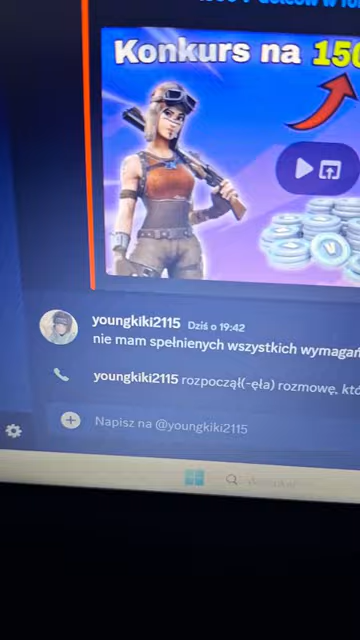 Konkurs na 150
youngkiki2115 Dziś o 19:42
nie mam spełnionych wszystkich wymagań
youngkiki2115 rozpoczął(-ęła) rozmowę, któ
Napisz na @youngkiki2115